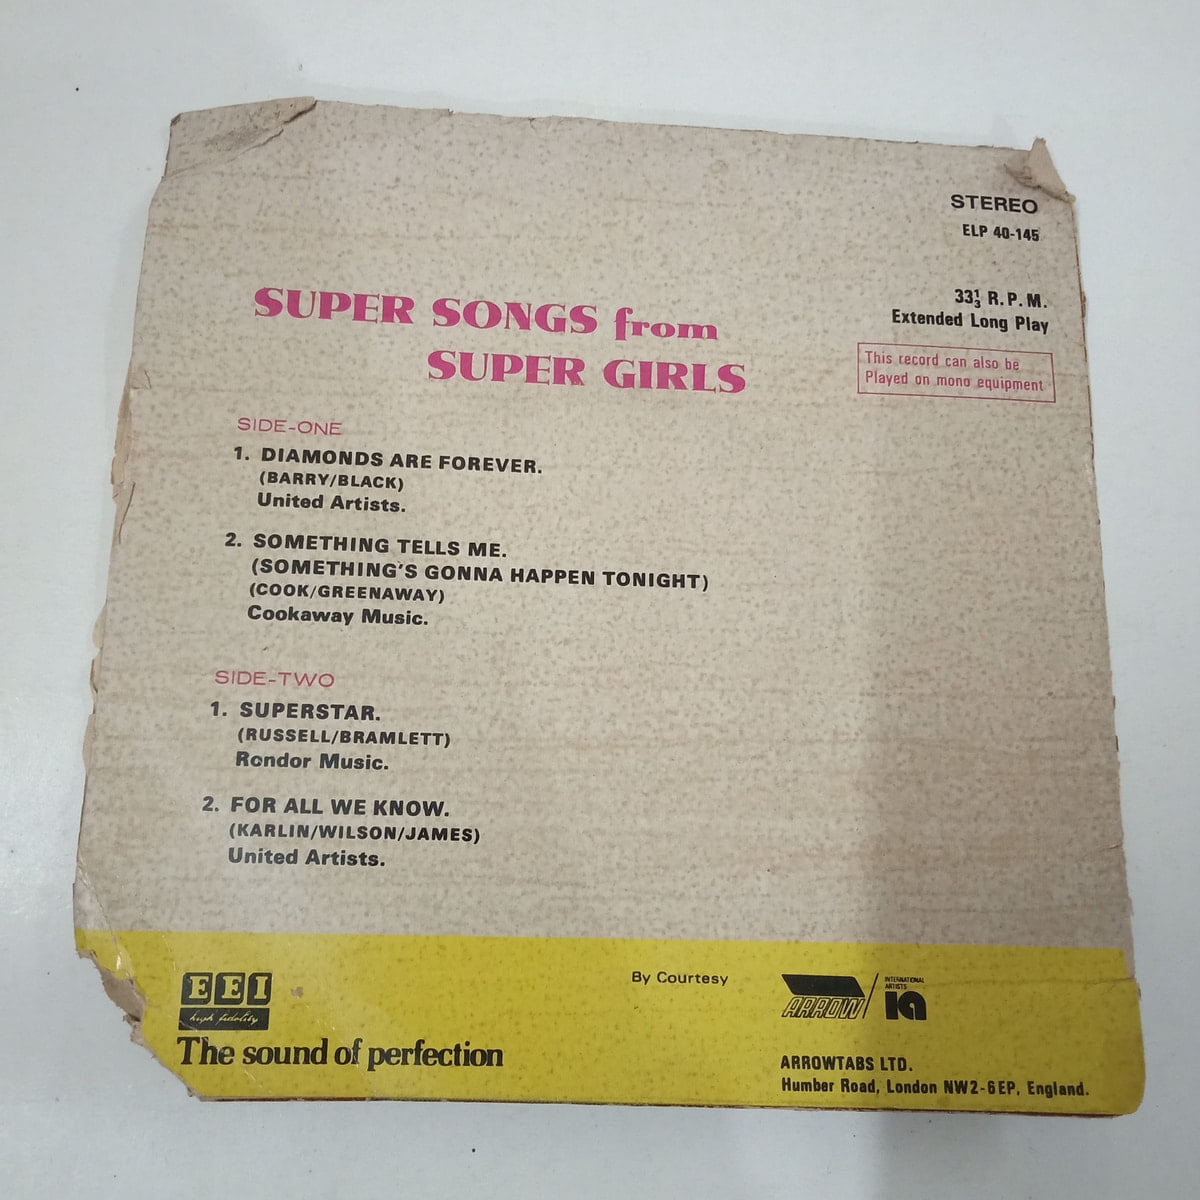 STEREO
ELP 40-145
33⅓ R.P.M.
Extended Long Play
This record can also be
Played on mono equipment
SUPER SONGS from
SUPER GIRLS
SIDE-ONE
1. DIAMONDS ARE FOREVER.
(BARRY/BLACK)
United Artists.
2. SOMETHING TELLS ME.
(SOMETHING'S GONNA HAPPEN TONIGHT)
(COOK/GREENAWAY)
Cookaway Music.
SIDE-TWO
1. SUPERSTAR.
(RUSSELL/BRAMLETT)
Rondor Music.
2. FOR ALL WE KNOW.
(KARLIN/WILSON/JAMES)
United Artists.
EEI
high fidelity
The sound of perfection
By Courtesy
ARROW
INTERNATIONAL
ARTISTS
ia
ARROWTABS LTD.
Humber Road, London NW2-6EP, England.